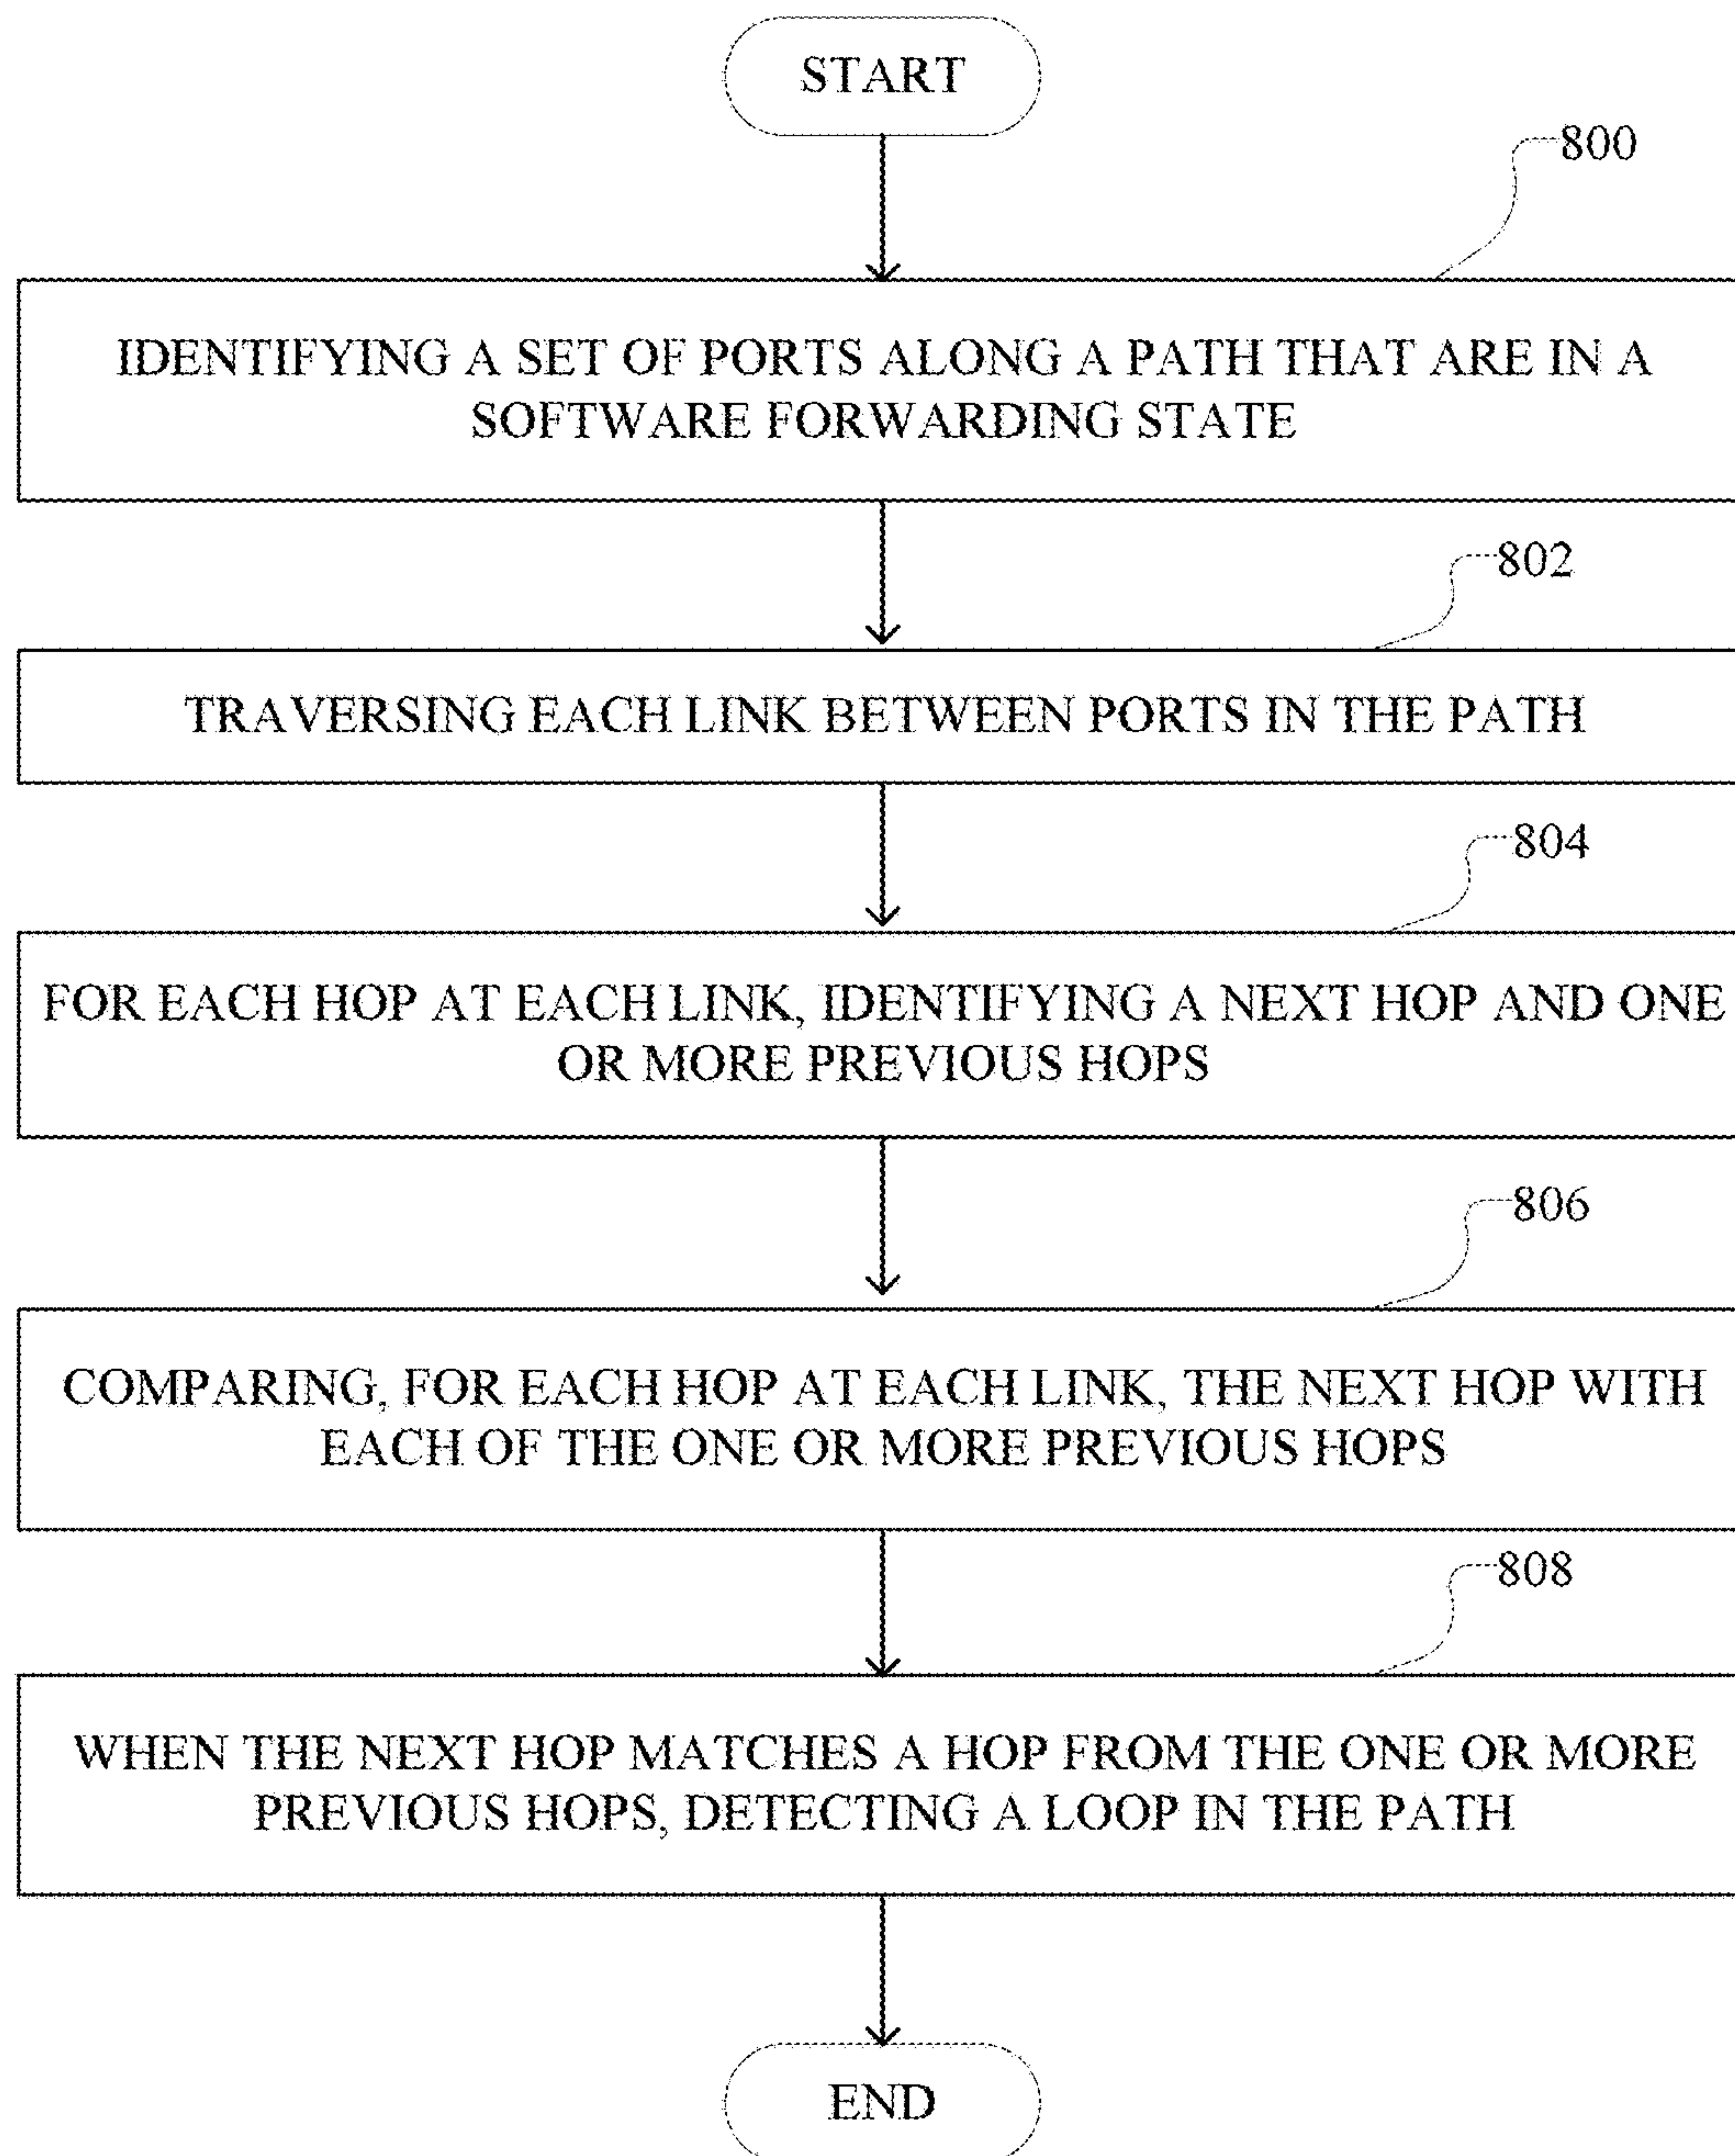 START
800
IDENTIFYING A SET OF PORTS ALONG A PATH THAT ARE IN A
SOFTWARE FORWARDING STATE
802
TRAVERSING EACH LINK BETWEEN PORTS IN THE PATH
804
FOR EACH HOP AT EACH LINK, IDENTIFYING A NEXT HOP AND ONE
OR MORE PREVIOUS HOPS
806
COMPARING, FOR EACH HOP AT EACH LINK, THE NEXT HOP WITH
EACH OF THE ONE OR MORE PREVIOUS HOPS
808
WHEN THE NEXT HOP MATCHES A HOP FROM THE ONE OR MORE
PREVIOUS HOPS, DETECTING A LOOP IN THE PATH
END